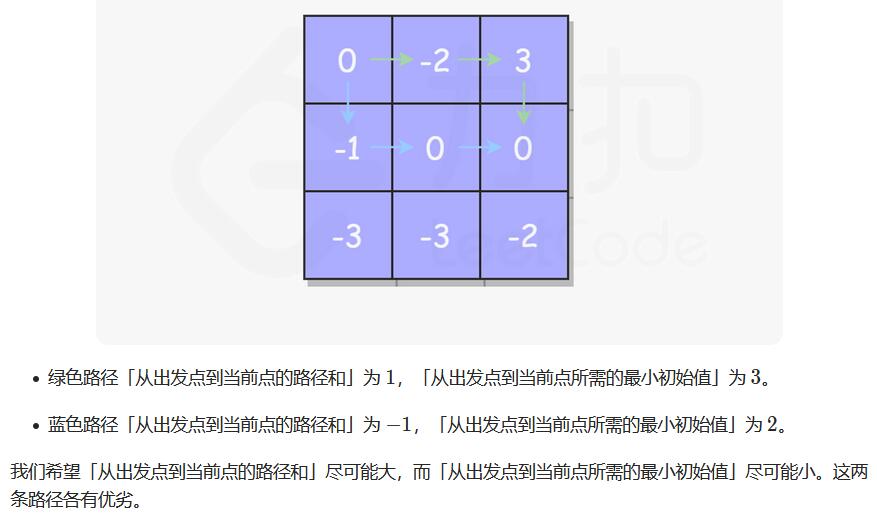 0 -2 3
-1 0 0
-3 -3 -2
力扣
LeetCode
• 绿色路径「从出发点到当前点的路径和」为 1，「从出发点到当前点所需的最小初始值」为 3。
• 蓝色路径「从出发点到当前点的路径和」为 −1，「从出发点到当前点所需的最小初始值」为 2。
我们希望「从出发点到当前点的路径和」尽可能大，而「从出发点到当前点所需的最小初始值」尽可能小。这两
条路径各有优劣。